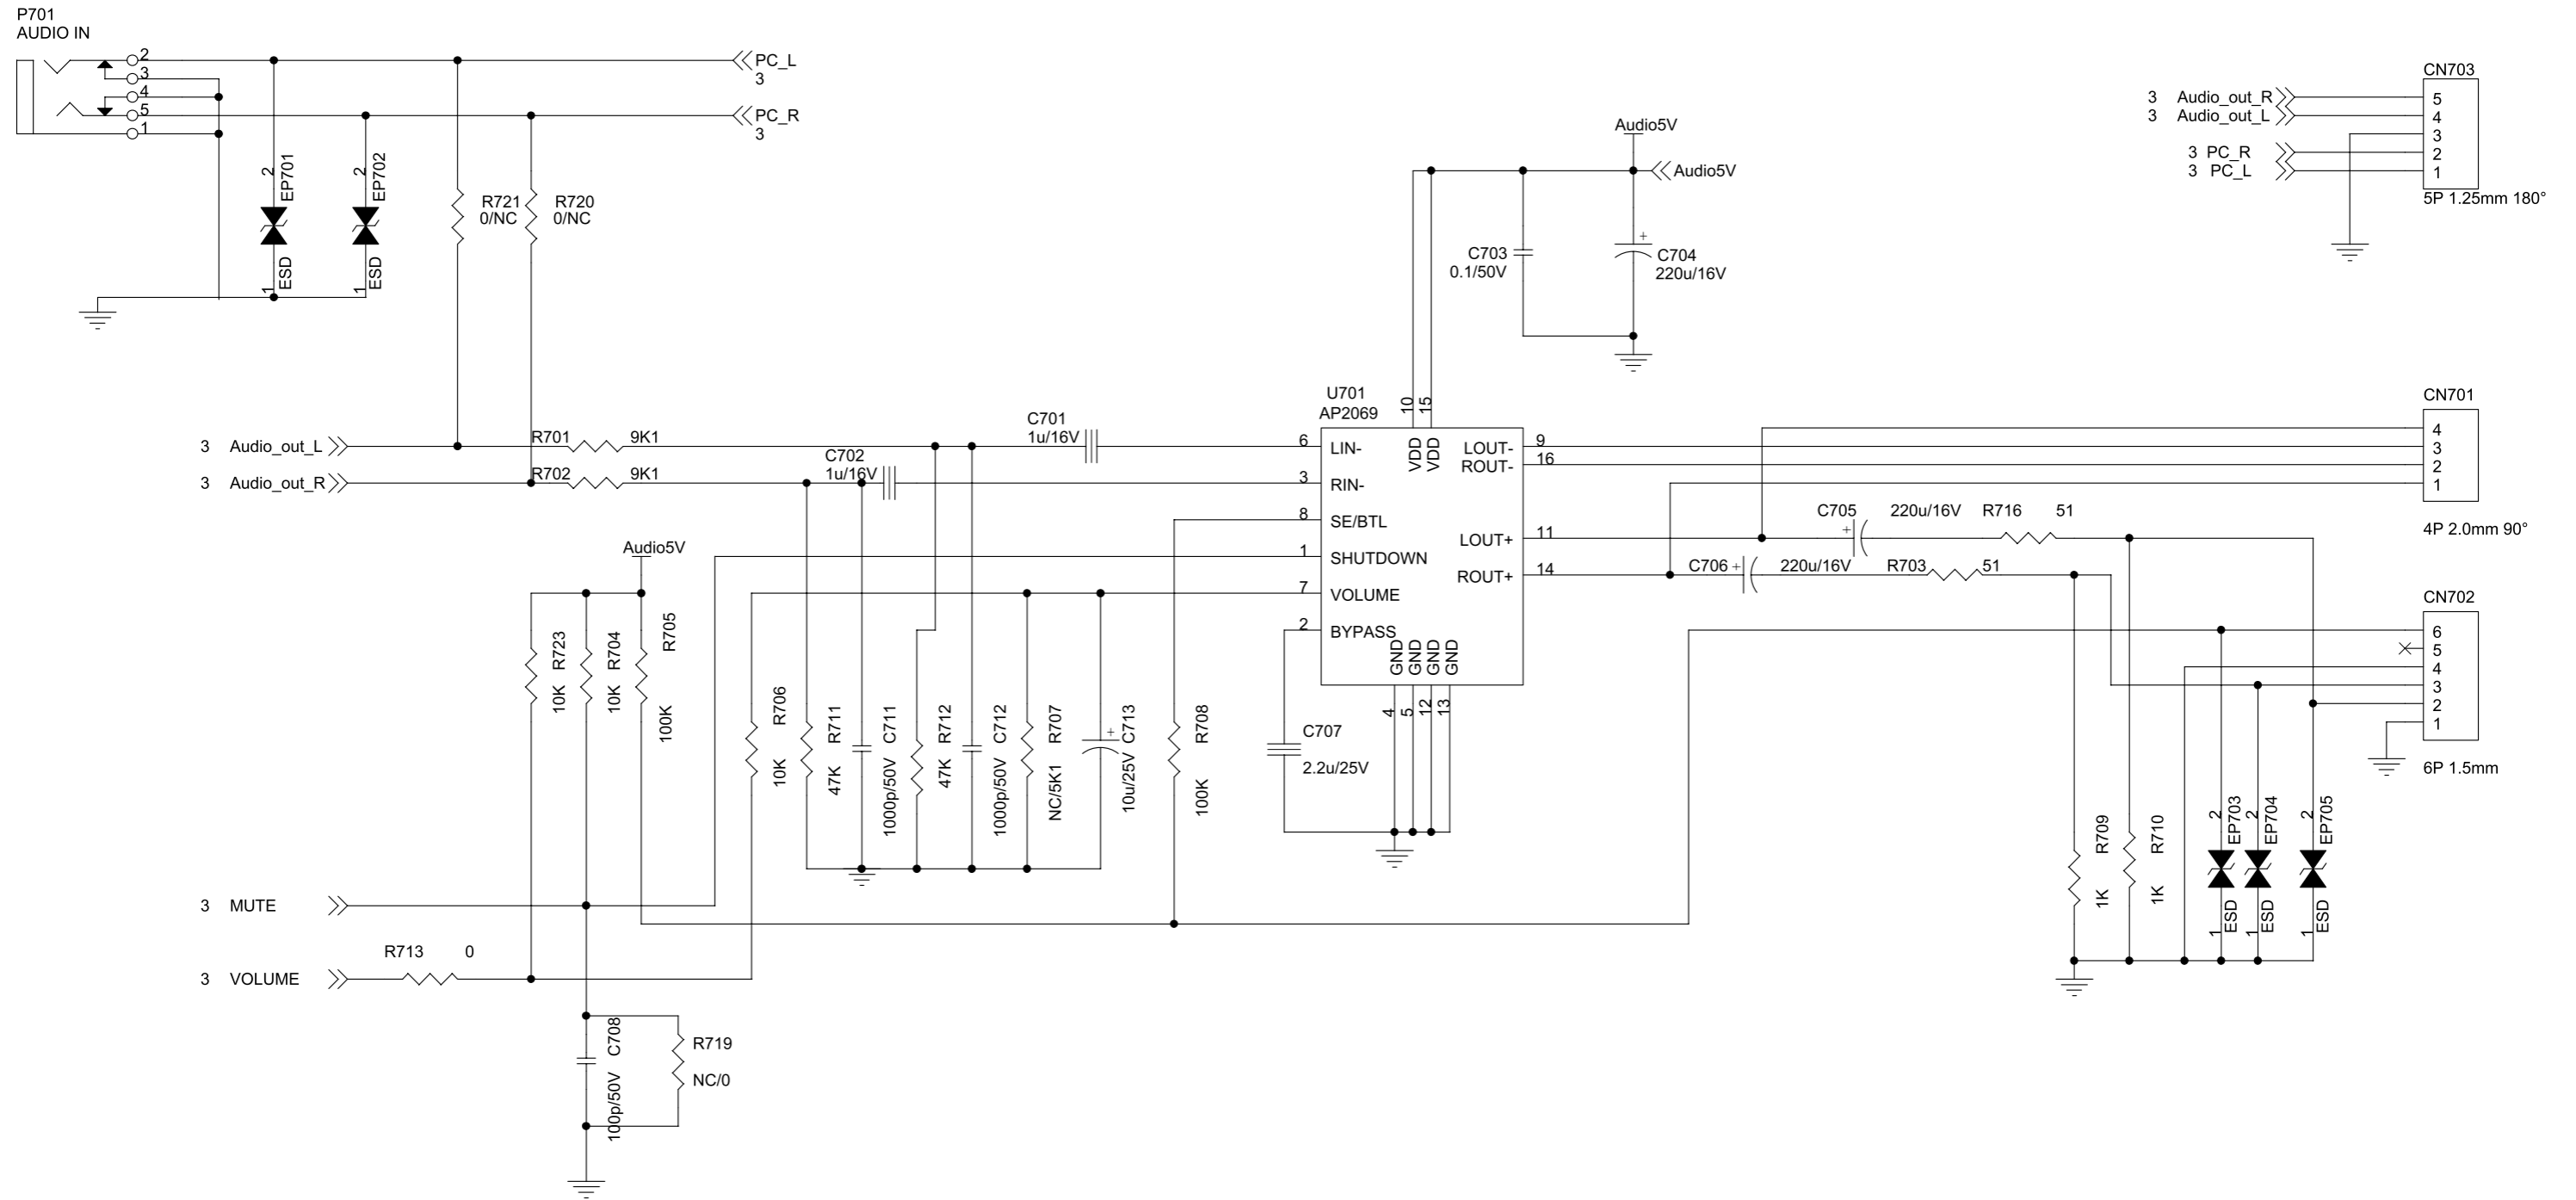 P701
AUDIO IN
2
3
4
5
1
PC_L
3
PC_R
3
2
EP701
ESD
1
2
EP702
ESD
1
R721
0/NC
R720
0/NC
Audio5V
Audio5V
C703
0.1/50V
C704
220u/16V
CN703
3 Audio_out_R
3 Audio_out_L
3 PC_R
3 PC_L
5
4
3
2
1
5P 1.25mm 180°
3 Audio_out_L
R701 9K1
C701
1u/16V
3 Audio_out_R
R702 9K1
C702
1u/16V
U701
AP2069
10
15
VDD
VDD
6 LIN-
3 RIN-
8 SE/BTL
1 SHUTDOWN
7 VOLUME
2 BYPASS
LOUT- 9
ROUT- 16
LOUT+ 11
ROUT+ 14
GND
GND
GND
GND
4
5
12
13
CN701
4
3
2
1
4P 2.0mm 90°
C705 220u/16V R716 51
C706 220u/16V R703 51
CN702
6
5
4
3
2
1
6P 1.5mm
Audio5V
10K R723
10K R704
100K R705
10K R706
47K R711
1000p/50V C711
47K R712
1000p/50V C712
NC/5K1 R707
10u/25V C713
100K R708
C707
2.2u/25V
1K R709
1K R710
2
EP703
ESD
1
2
EP704
ESD
1
2
EP705
ESD
1
3 MUTE
R713 0
3 VOLUME
100p/50V C708
R719
NC/0